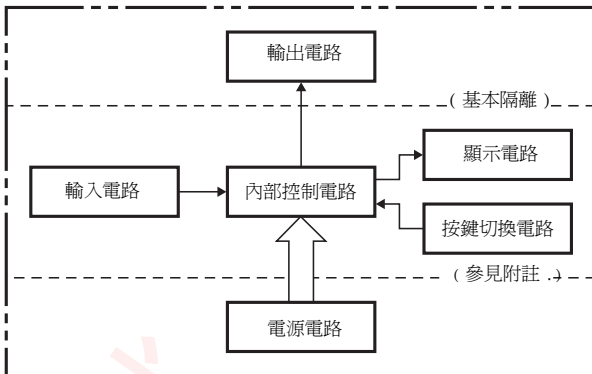 輸出電路
( 基本隔離 )
顯示電路
輸入電路
內部控制電路
按鍵切換電路
( 參見附註 .)
電源電路